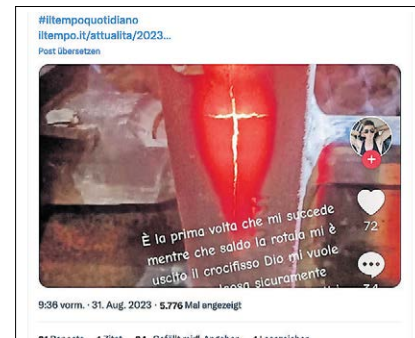 #iltempoquotidiano
iltempo.it/attualita/2023...
Post übersetzen
È la prima volta che mi succede
mentre che saldo la rotaia mi è
uscito il crocifisso Dio mi vuole
sicuramente
72
9:36 vorm. · 31. Aug. 2023 · 5.776 Mal angezeigt